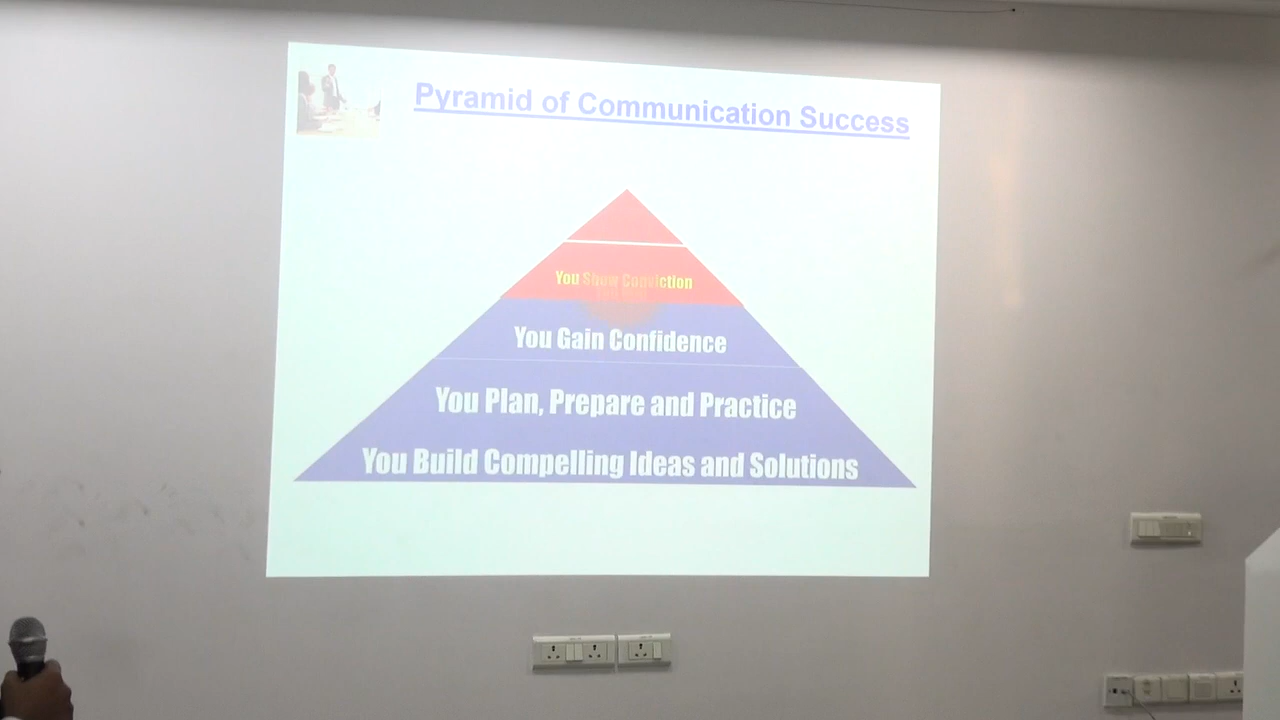 Pyramid of Communication Success
You Show Conviction
You Gain Confidence
You Plan, Prepare and Practice
You Build Compelling Ideas and Solutions